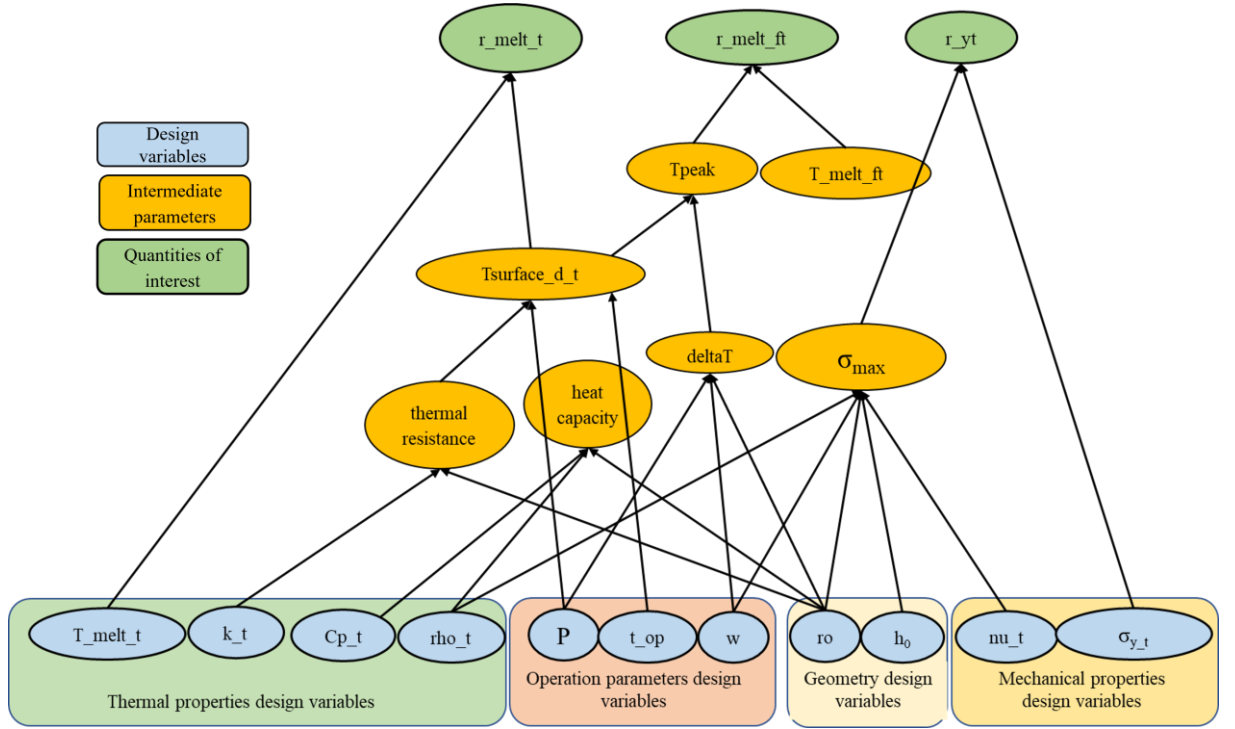 r_melt_t
r_melt_ft
r_yt
Design
variables
Intermediate
parameters
Quantities of
interest
Tpeak
T_melt_ft
Tsurface_d_t
deltaT
σmax
thermal
resistance
heat
capacity
T_melt_t
k_t
Cp_t
rho_t
P
t_op
w
ro
h0
nu_t
σy_t
Thermal properties design variables
Operation parameters design
variables
Geometry design
variables
Mechanical properties
design variables